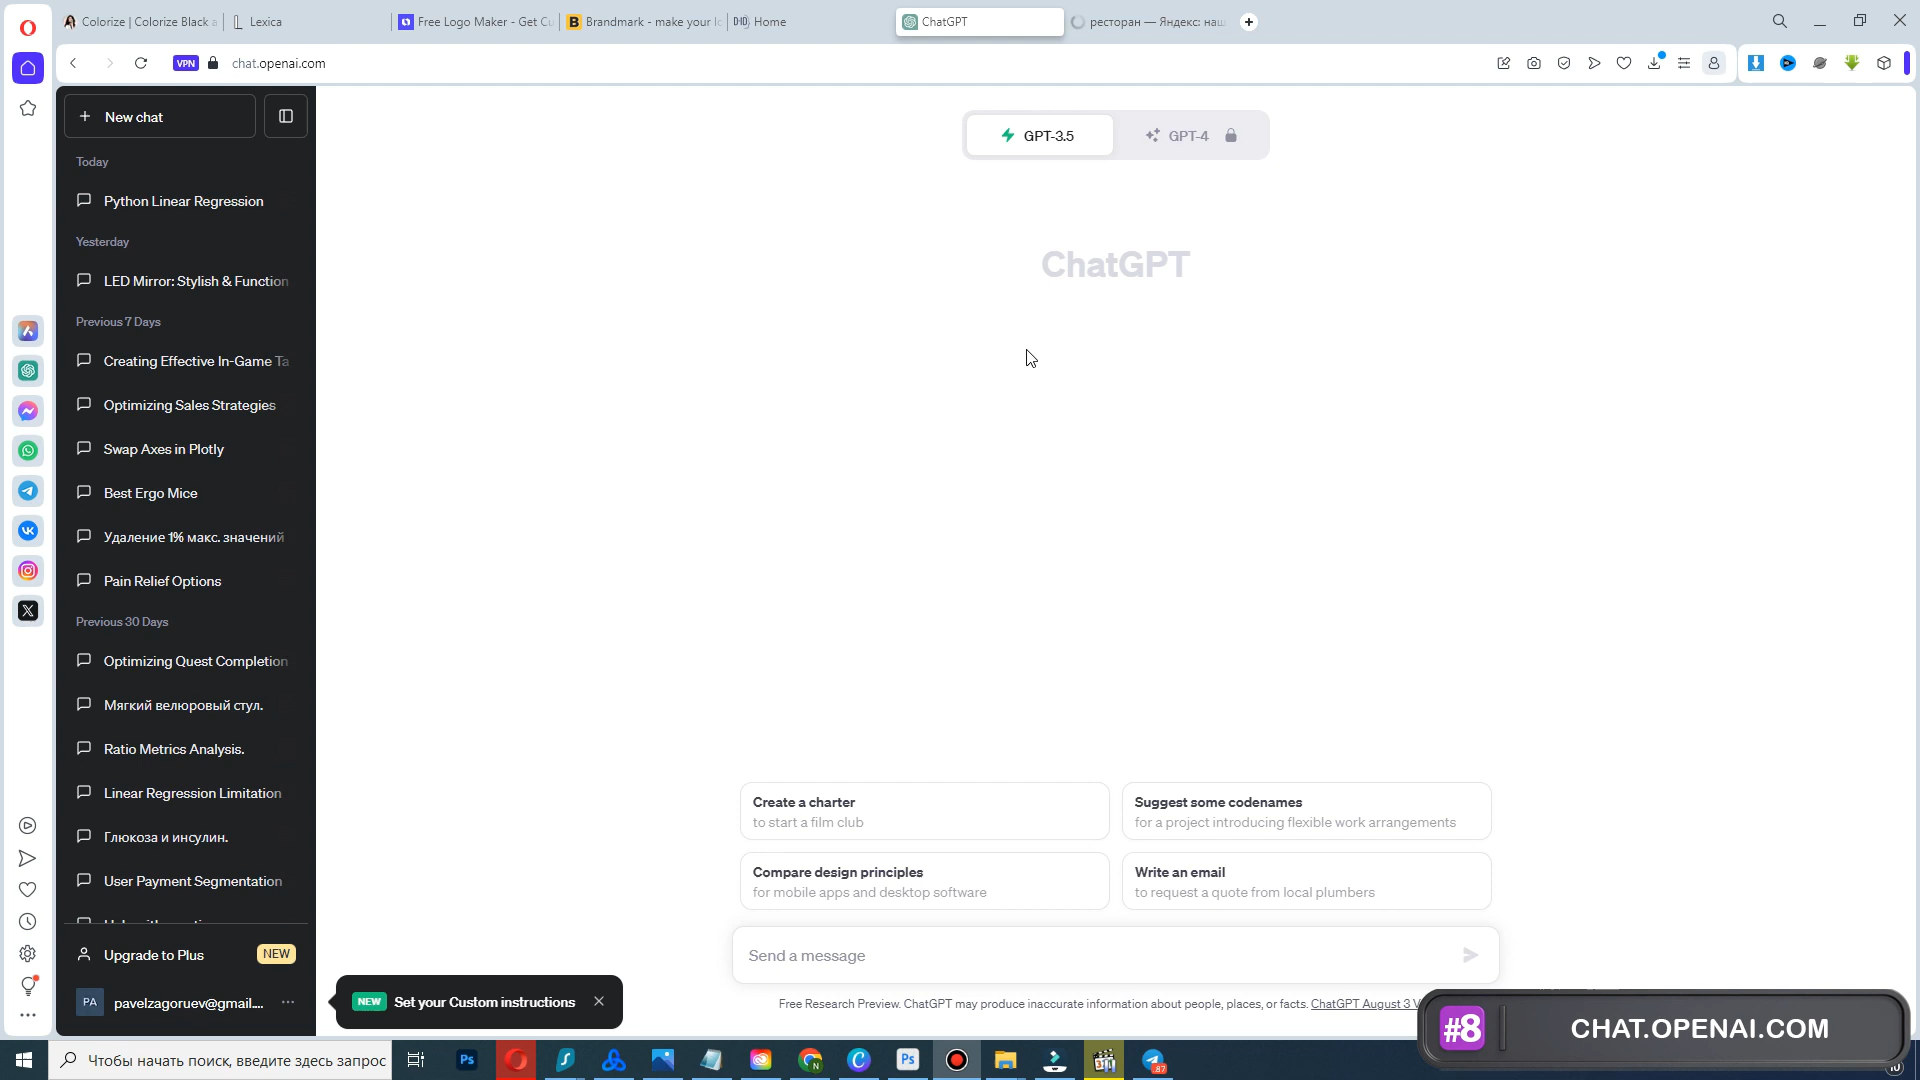 Colorize | Colorize Black a
Lexica
Free Logo Maker - Get Cu
Brandmark - make your lo
D-ID
Home
ChatGPT
ресторан — Яндекс: наш
VPN
chat.openai.com
New chat
GPT-3.5
GPT-4
Today
Python Linear Regression
Yesterday
LED Mirror: Stylish & Function
ChatGPT
Previous 7 Days
Creating Effective In-Game Ta
Optimizing Sales Strategies
Swap Axes in Plotly
Best Ergo Mice
Удаление 1% макс. значений
Pain Relief Options
Previous 30 Days
Optimizing Quest Completion
Мягкий велюровый стул.
Ratio Metrics Analysis.
Linear Regression Limitation
Глюкоза и инсулин.
User Payment Segmentation
Create a charter
to start a film club
Suggest some codenames
for a project introducing flexible work arrangements
Compare design principles
for mobile apps and desktop software
Write an email
to request a quote from local plumbers
Upgrade to Plus
NEW
Send a message
PA
pavelzagoruev@gmail....
NEW
Set your Custom instructions
Free Research Preview. ChatGPT may produce inaccurate information about people, places, or facts. ChatGPT August 3 V
#8
CHAT.OPENAI.COM
Чтобы начать поиск, введите здесь запрос
Ps
Ps
87
10